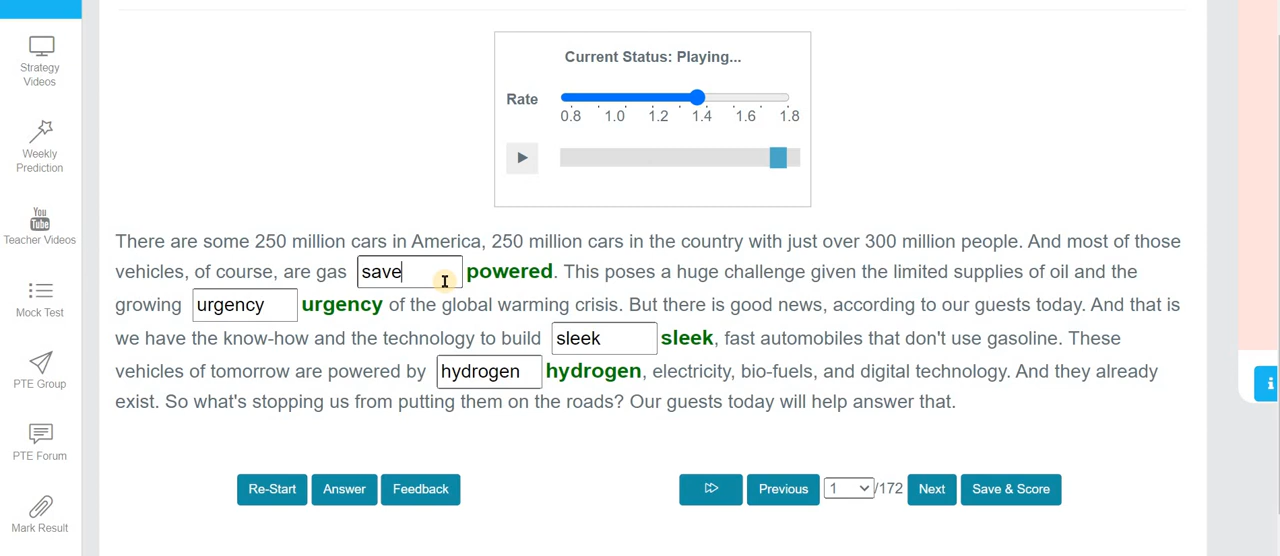 Strategy
Videos
Weekly
Prediction
You
Tube
Teacher Videos
Mock Test
PTE Group
PTE Forum
Mark Result
Current Status: Playing...
Rate
0.8 1.0 1.2 1.4 1.6 1.8
There are some 250 million cars in America, 250 million cars in the country with just over 300 million people. And most of those
vehicles, of course, are gas save powered. This poses a huge challenge given the limited supplies of oil and the
growing urgency urgency of the global warming crisis. But there is good news, according to our guests today. And that is
we have the know-how and the technology to build sleek sleek, fast automobiles that don't use gasoline. These
vehicles of tomorrow are powered by hydrogen hydrogen, electricity, bio-fuels, and digital technology. And they already
exist. So what's stopping us from putting them on the roads? Our guests today will help answer that.
Re-Start Answer Feedback Previous 1 /172 Next Save & Score
i